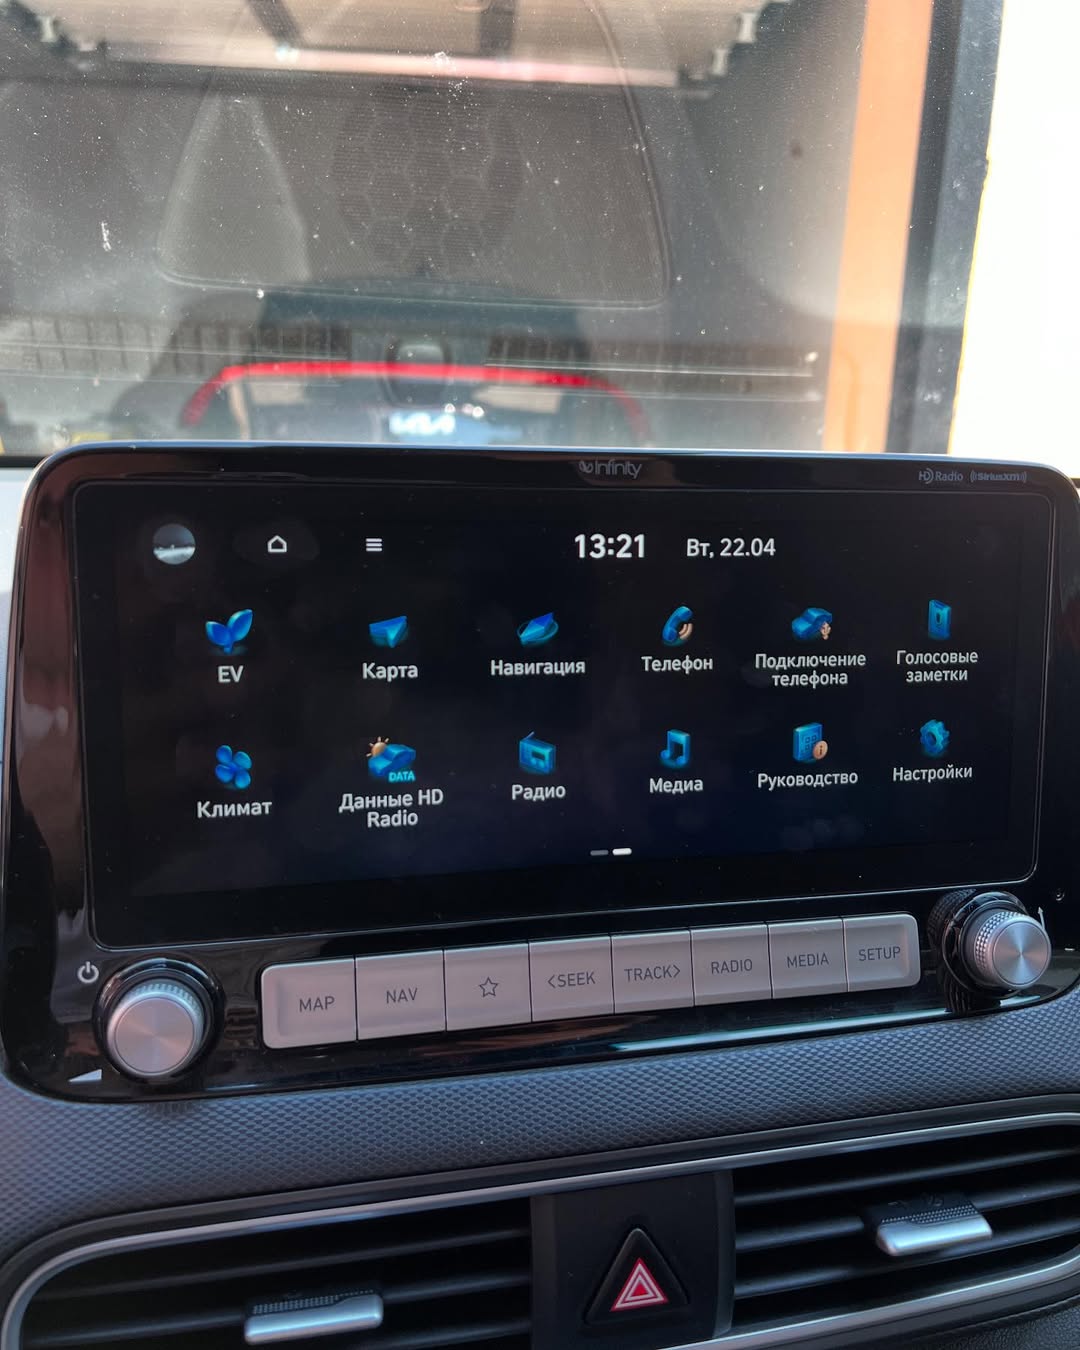 Infinity
HD Radio ((SiriusXM))
13:21 Вт, 22.04
EV
Карта
Навигация
Телефон
Подключение
телефона
Голосовые
заметки
Климат
DATA
Данные HD
Radio
Радио
Медиа
Руководство
Настройки
MAP
NAV
<SEEK
TRACK>
RADIO
MEDIA
SETUP